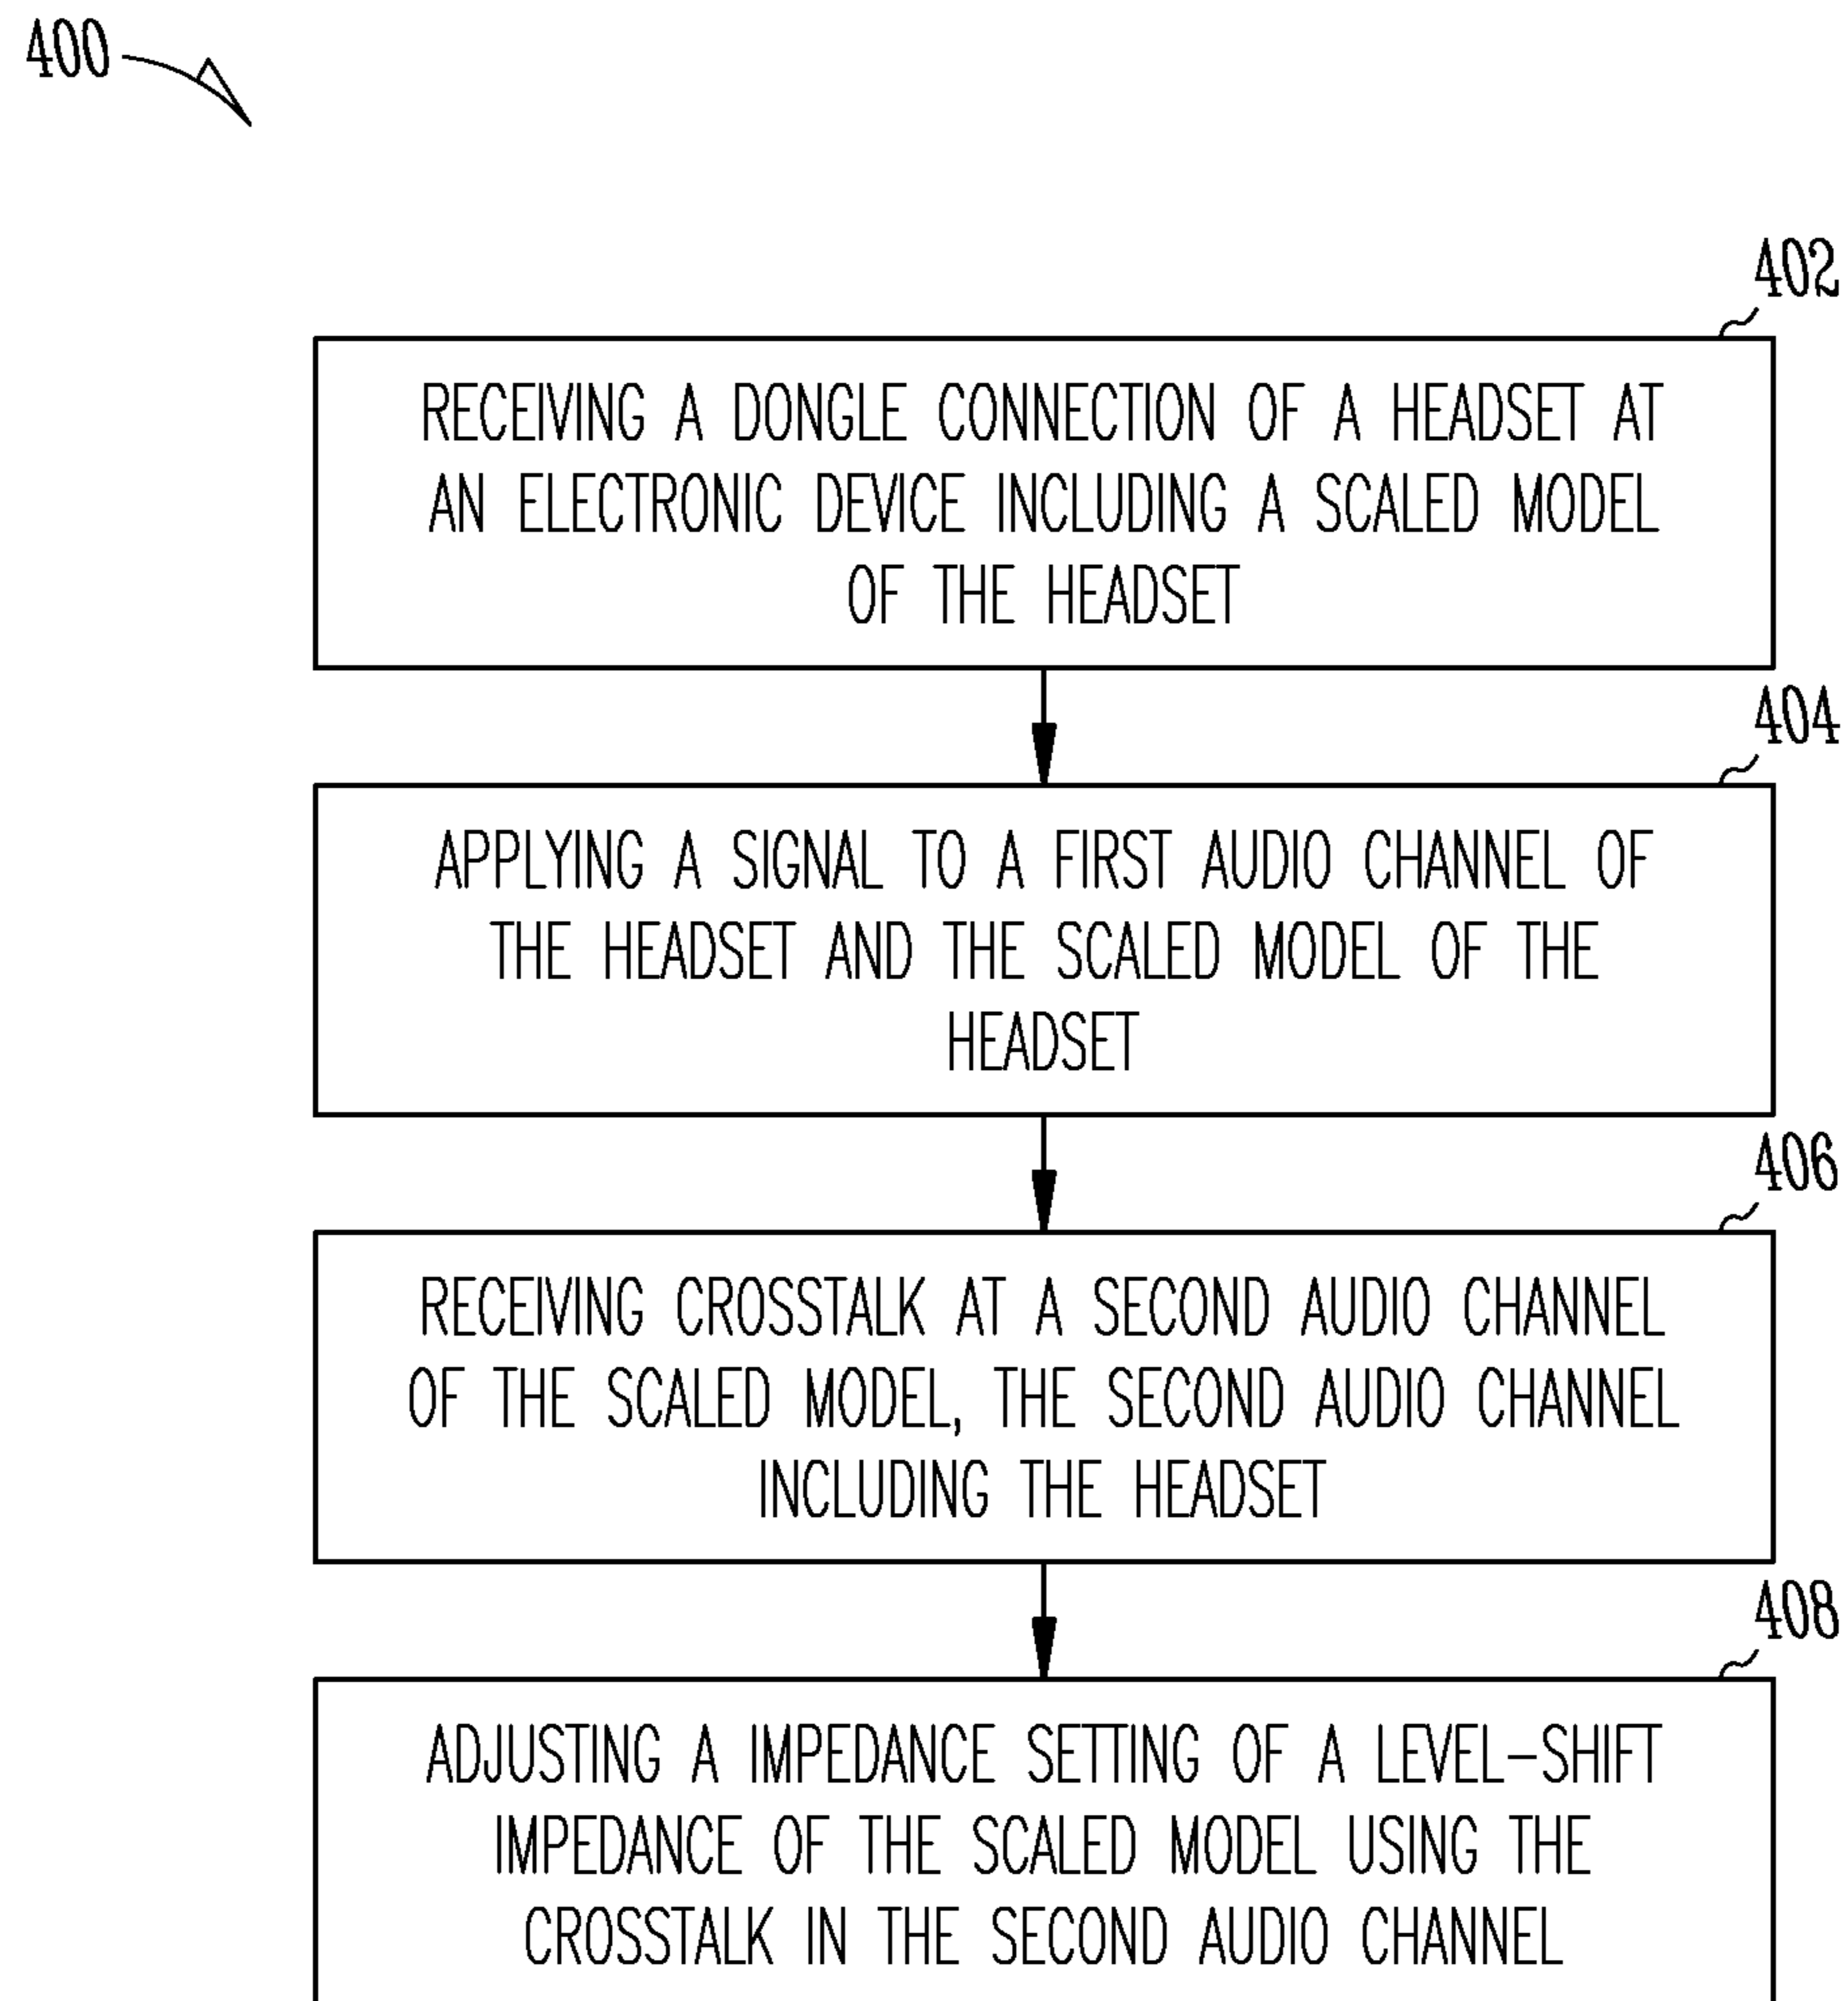 400
402
RECEIVING A DONGLE CONNECTION OF A HEADSET AT
AN ELECTRONIC DEVICE INCLUDING A SCALED MODEL
OF THE HEADSET
404
APPLYING A SIGNAL TO A FIRST AUDIO CHANNEL OF
THE HEADSET AND THE SCALED MODEL OF THE
HEADSET
406
RECEIVING CROSSTALK AT A SECOND AUDIO CHANNEL
OF THE SCALED MODEL, THE SECOND AUDIO CHANNEL
INCLUDING THE HEADSET
408
ADJUSTING A IMPEDANCE SETTING OF A LEVEL-SHIFT
IMPEDANCE OF THE SCALED MODEL USING THE
CROSSTALK IN THE SECOND AUDIO CHANNEL